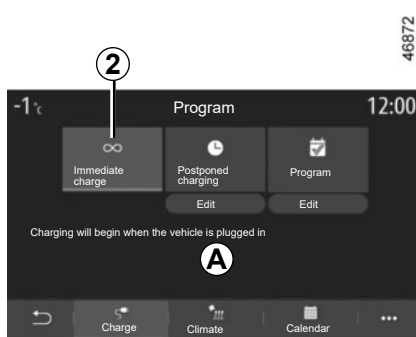 46872
2
-1°C Program 12:00
Immediate charge
Postponed charging
Program
Edit Edit
Charging will begin when the vehicle is plugged in
A
Charge Climate Calendar